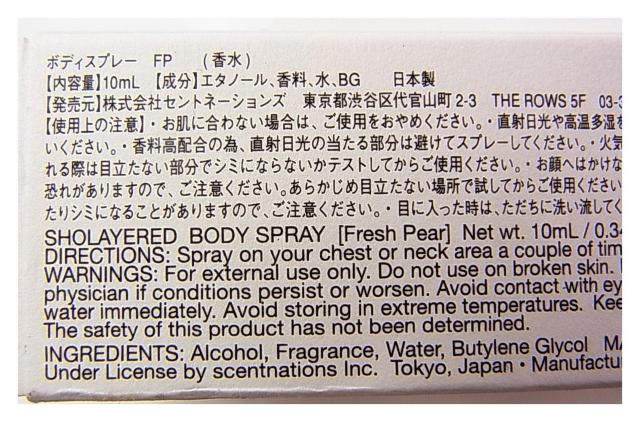 ボディスプレー FP (香水)
【内容量】10mL 【成分】エタノール、香料、水、BG 日本製
【発売元】株式会社セントネーションズ 東京都渋谷区代官山町2-3 THE ROWS 5F 03-3
【使用上の注意】・お肌に合わない場合は、ご使用をおやめください。・直射日光や高温多湿を
いください。・香料高配合の為、直射日光の当たる部分は避けてスプレーしてください。・火気
れる際は目立たない部分でシミにならないかテストしてからご使用ください。・お顔へはかけな
恐れがありますので、ご注意ください。あらかじめ目立たない場所で試してからご使用ください
たりシミになることがありますので、ご注意ください。・目に入った時は、ただちに洗い流してく
SHOLAYERED BODY SPRAY [Fresh Pear] Net wt. 10mL / 0.34
DIRECTIONS: Spray on your chest or neck area a couple of tim
WARNINGS: For external use only. Do not use on broken skin.
physician if conditions persist or worsen. Avoid contact with ey
water immediately. Avoid storing in extreme temperatures. Kee
The safety of this product has not been determined.
INGREDIENTS: Alcohol, Fragrance, Water, Butylene Glycol MA
Under License by scentnations Inc. Tokyo, Japan・Manufactu